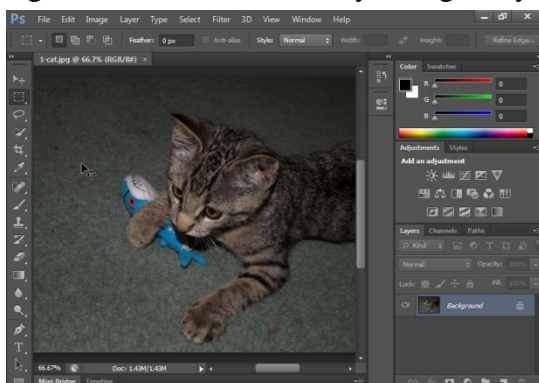 Ps File Edit Image Layer Type Select Filter 3D View Window Help
Feather: 0 px Anti-alias Style: Normal Width: Height: Refine Edge...
1-cat.jpg @ 66.7% (RGB/8#) ×
Color Swatches
R 0
G 0
B 0
Adjustments Styles
Add an adjustment
Layers Channels Paths
Kind
Normal Opacity: 100%
Lock: Fill: 100%
Background
66.67% Doc: 1.43M/1.43M
Mini Bridge Timeline